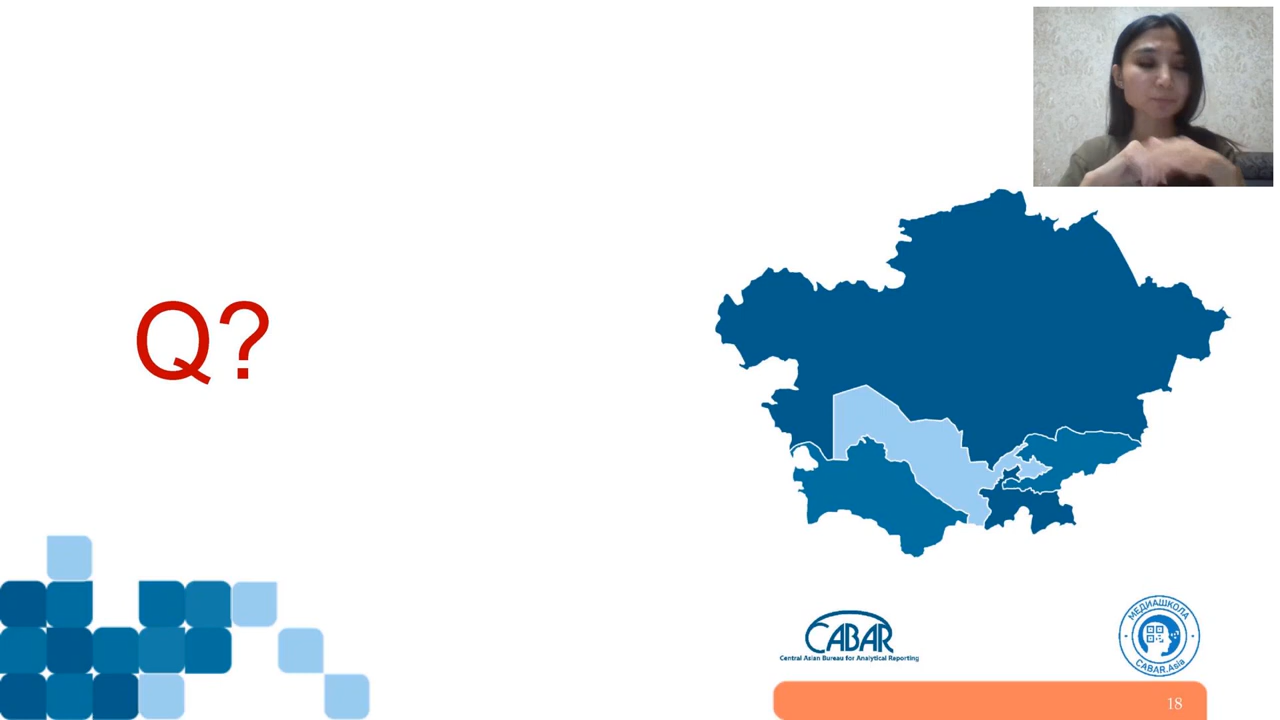 Q?
CABAR
Central Asian Bureau for Analytical Reporting
МЕДИАШКОЛА
CABAR.Asia
18